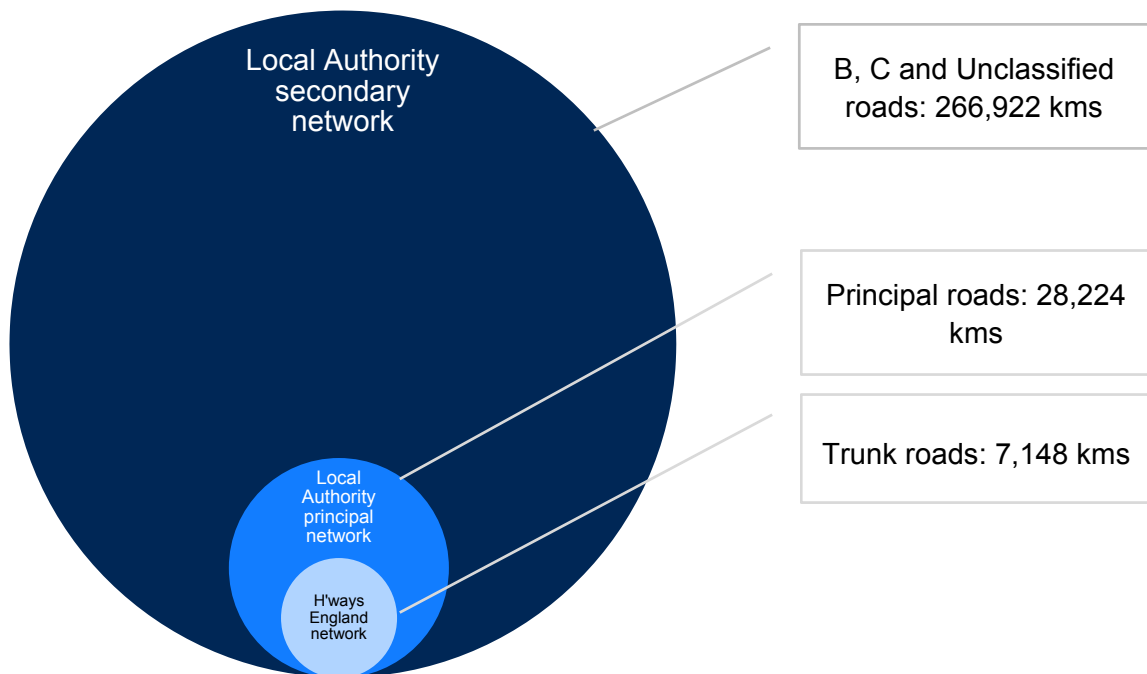 Local Authority
secondary
network
B, C and Unclassified
roads: 266,922 kms
Principal roads: 28,224
kms
Trunk roads: 7,148 kms
Local
Authority
principal
network
H'ways
England
network